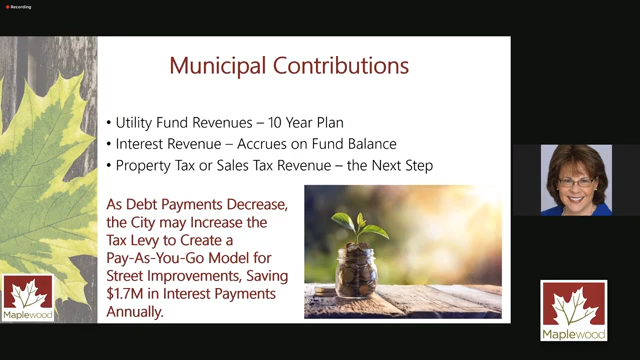 Recording
Municipal Contributions
• Utility Fund Revenues – 10 Year Plan
• Interest Revenue – Accrues on Fund Balance
• Property Tax or Sales Tax Revenue – the Next Step
As Debt Payments Decrease,
the City may Increase the
Tax Levy to Create a
Pay-As-You-Go Model for
Street Improvements, Saving
$1.7M in Interest Payments
Annually.
Maplewood
Maplewood